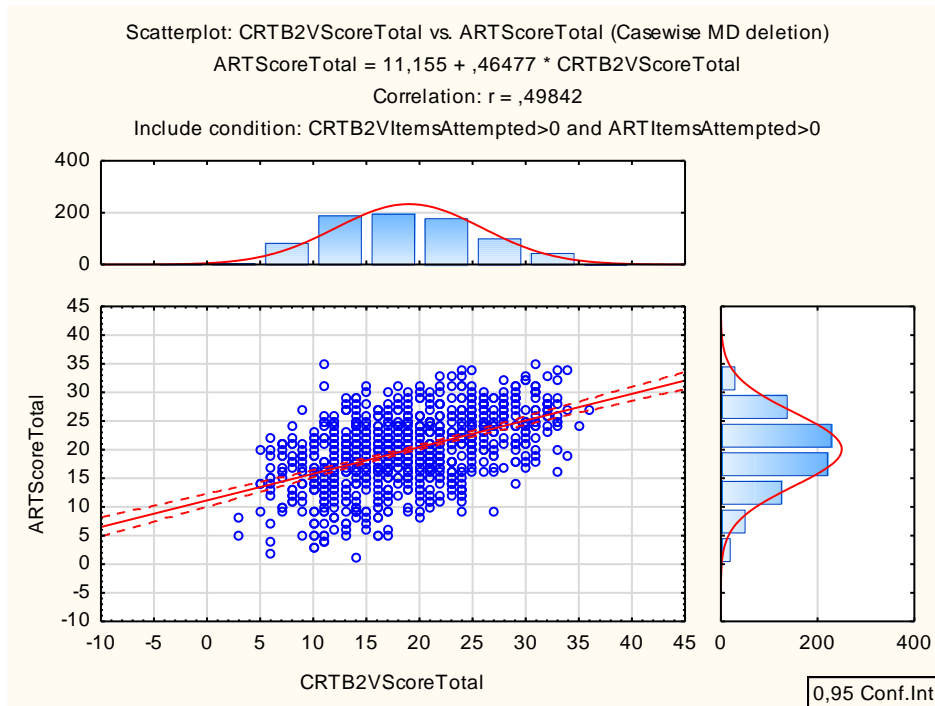 Scatterplot: CRTB2VScoreTotal vs. ARTScoreTotal (Casewise MD deletion)
ARTScoreTotal = 11,155 + ,46477 * CRTB2VScoreTotal
Correlation: r = ,49842
Include condition: CRTB2VItemsAttempted>0 and ARTItemsAttempted>0
400
200
0
45
40
35
30
25
20
15
10
5
0
-5
-10
ARTScoreTotal
-10 -5 0 5 10 15 20 25 30 35 40 45
CRTB2VScoreTotal
0 200 400
0,95 Conf.Int